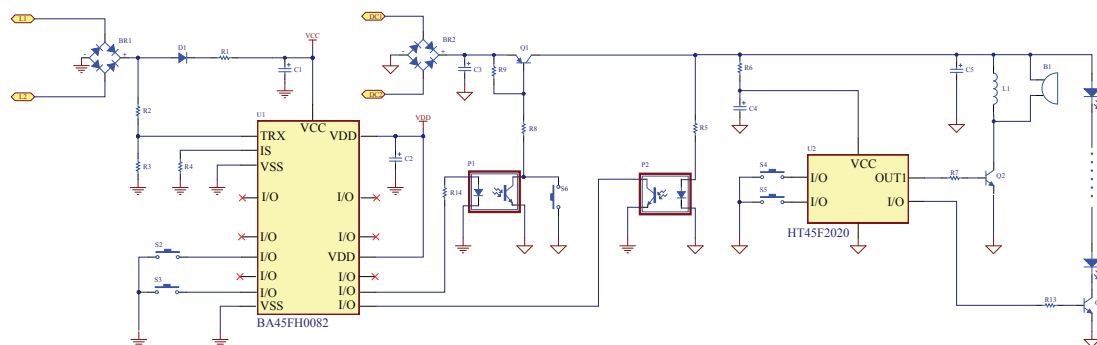 L1
L2
BR1
-
+
D1
R1
VCC
C1
+
R2
R3
R4
U1
TRX
IS
VSS
I/O
I/O
I/O
I/O
I/O
VSS
VCC
VDD
I/O
I/O
VDD
I/O
I/O
I/O
BA45FH0082
S2
S3
VDD
C2
+
DC1
DC2
BR2
-
+
C3
+
R9
Q1
R8
P1
R14
S6
P2
R5
R6
C4
+
S4
S5
U2
VCC
I/O
I/O
OUT1
I/O
HT45F2020
R7
Q2
C5
+
L1
B1
R13